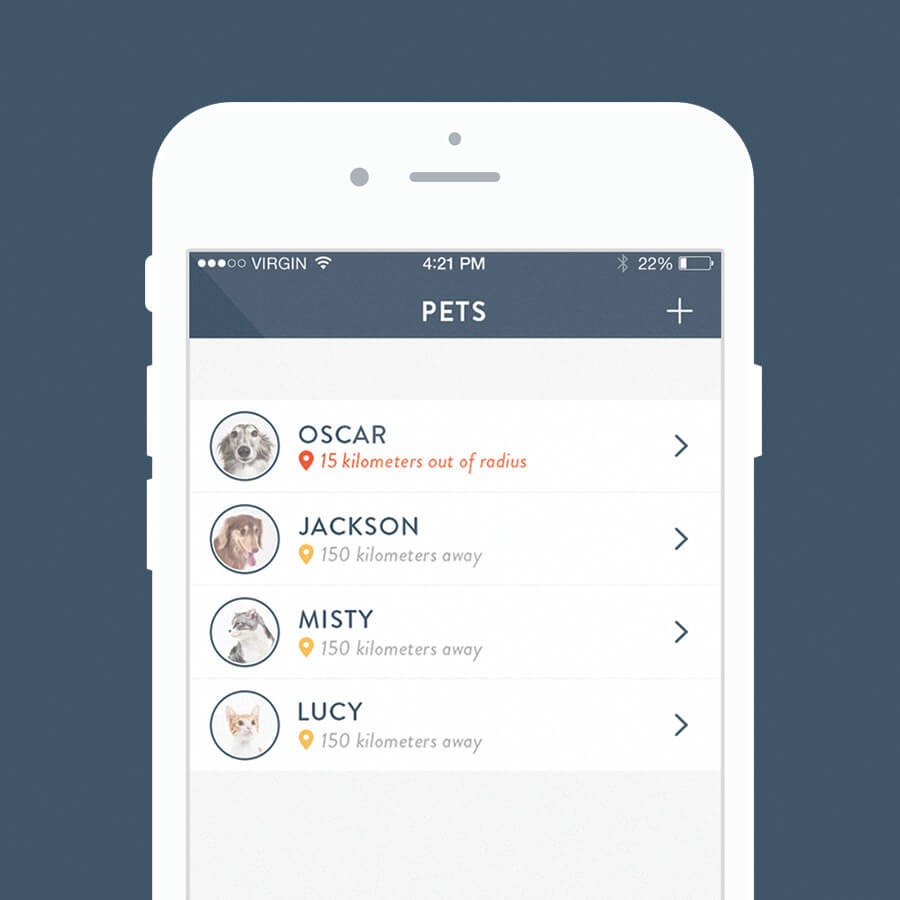 VIRGIN 4:21 PM 22%
PETS
OSCAR
15 kilometers out of radius
JACKSON
150 kilometers away
MISTY
150 kilometers away
LUCY
150 kilometers away